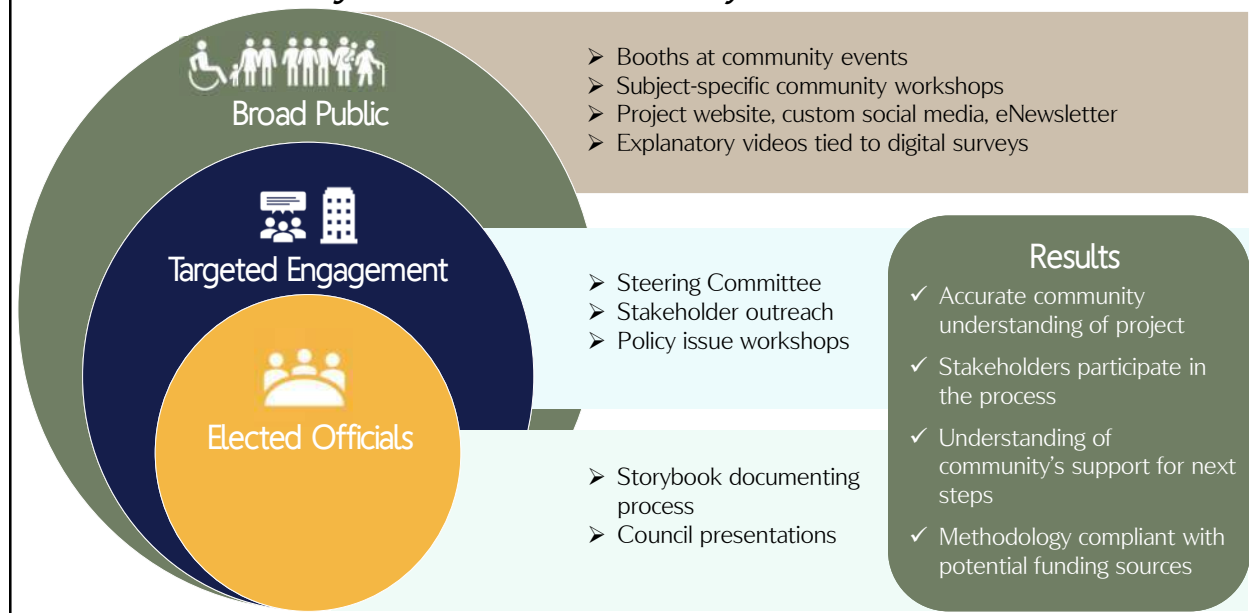 Broad Public
➢ Booths at community events
➢ Subject-specific community workshops
➢ Project website, custom social media, eNewsletter
➢ Explanatory videos tied to digital surveys
Targeted Engagement
➢ Steering Committee
➢ Stakeholder outreach
➢ Policy issue workshops
Elected Officials
➢ Storybook documenting
process
➢ Council presentations
Results
✓ Accurate community
understanding of project
✓ Stakeholders participate in
the process
✓ Understanding of
community’s support for next
steps
✓ Methodology compliant with
potential funding sources